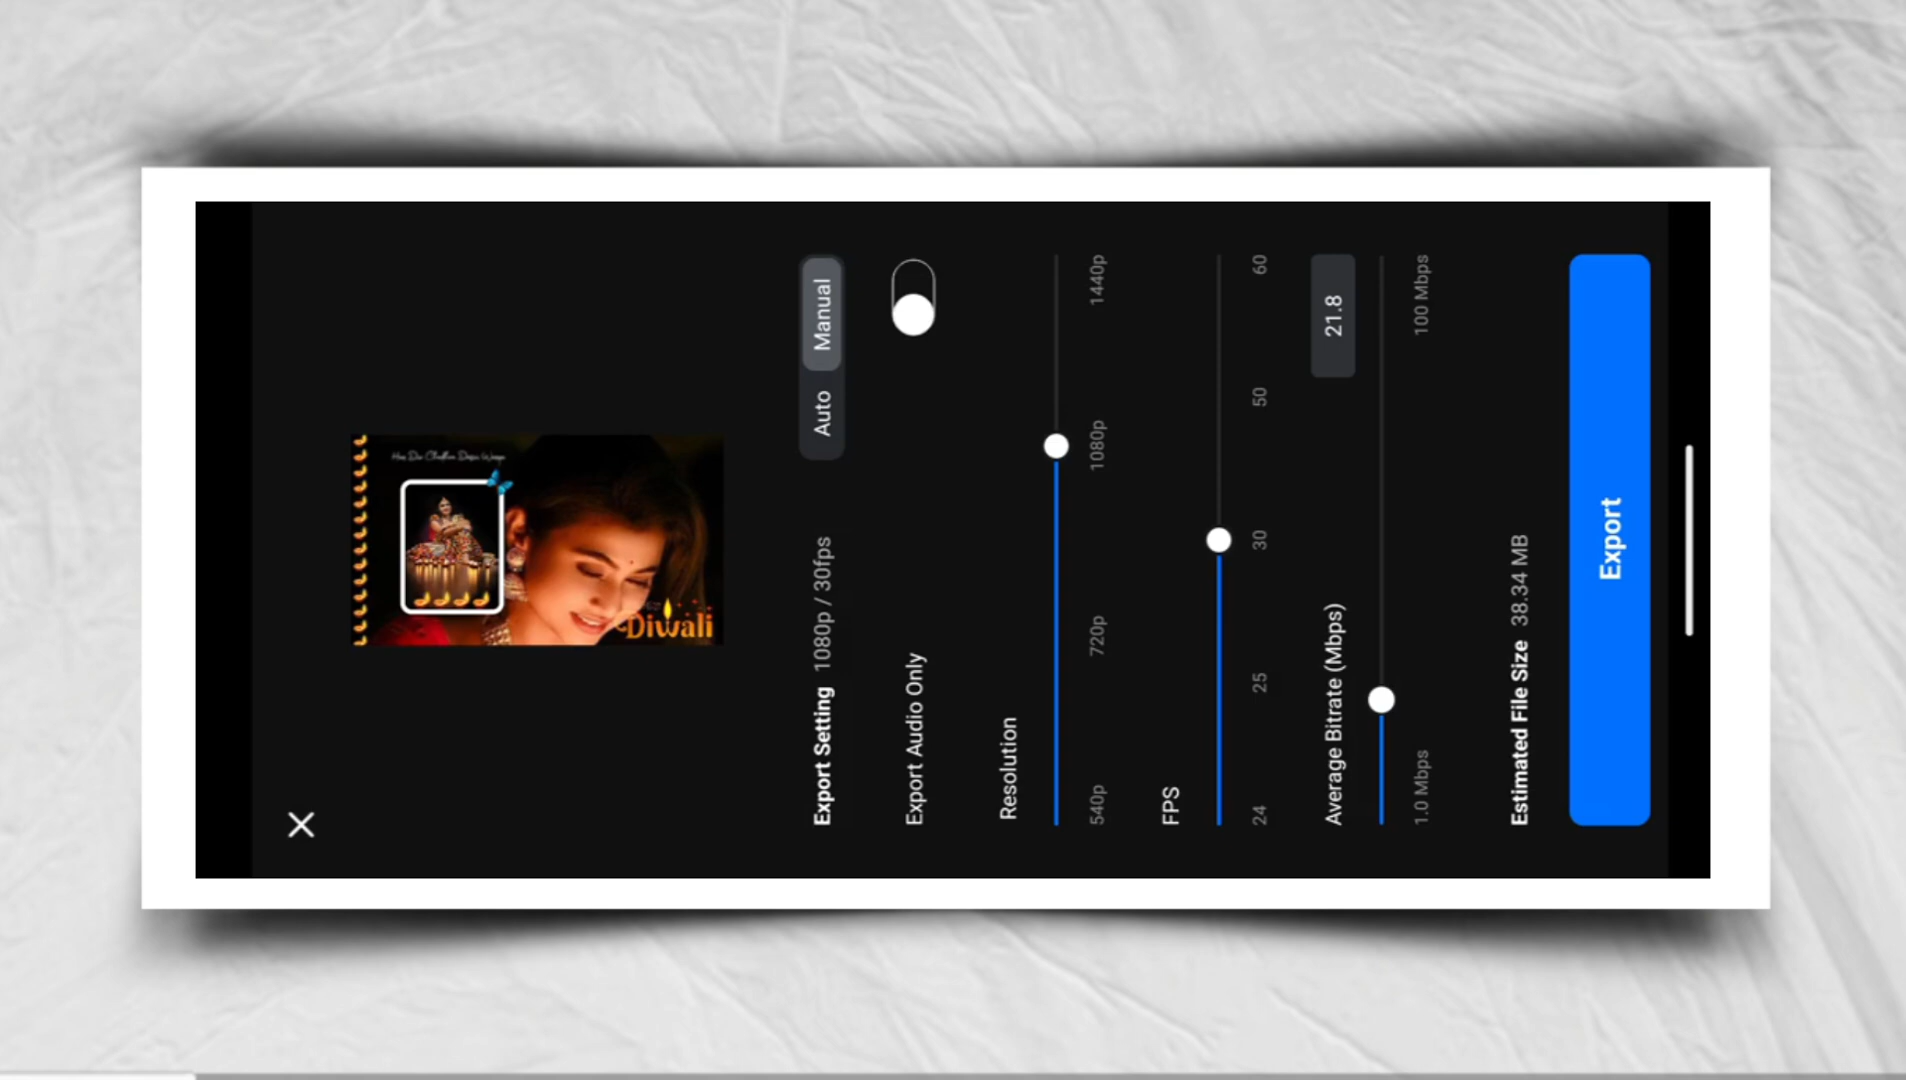 Diwali
Export Setting 1080p / 30fps
Auto Manual
Export Audio Only
Resolution
540p 720p 1080p 1440p
FPS
24 25 30 50 60
Average Bitrate (Mbps) 21.8
1.0 Mbps 100 Mbps
Estimated File Size 38.34 MB
Export